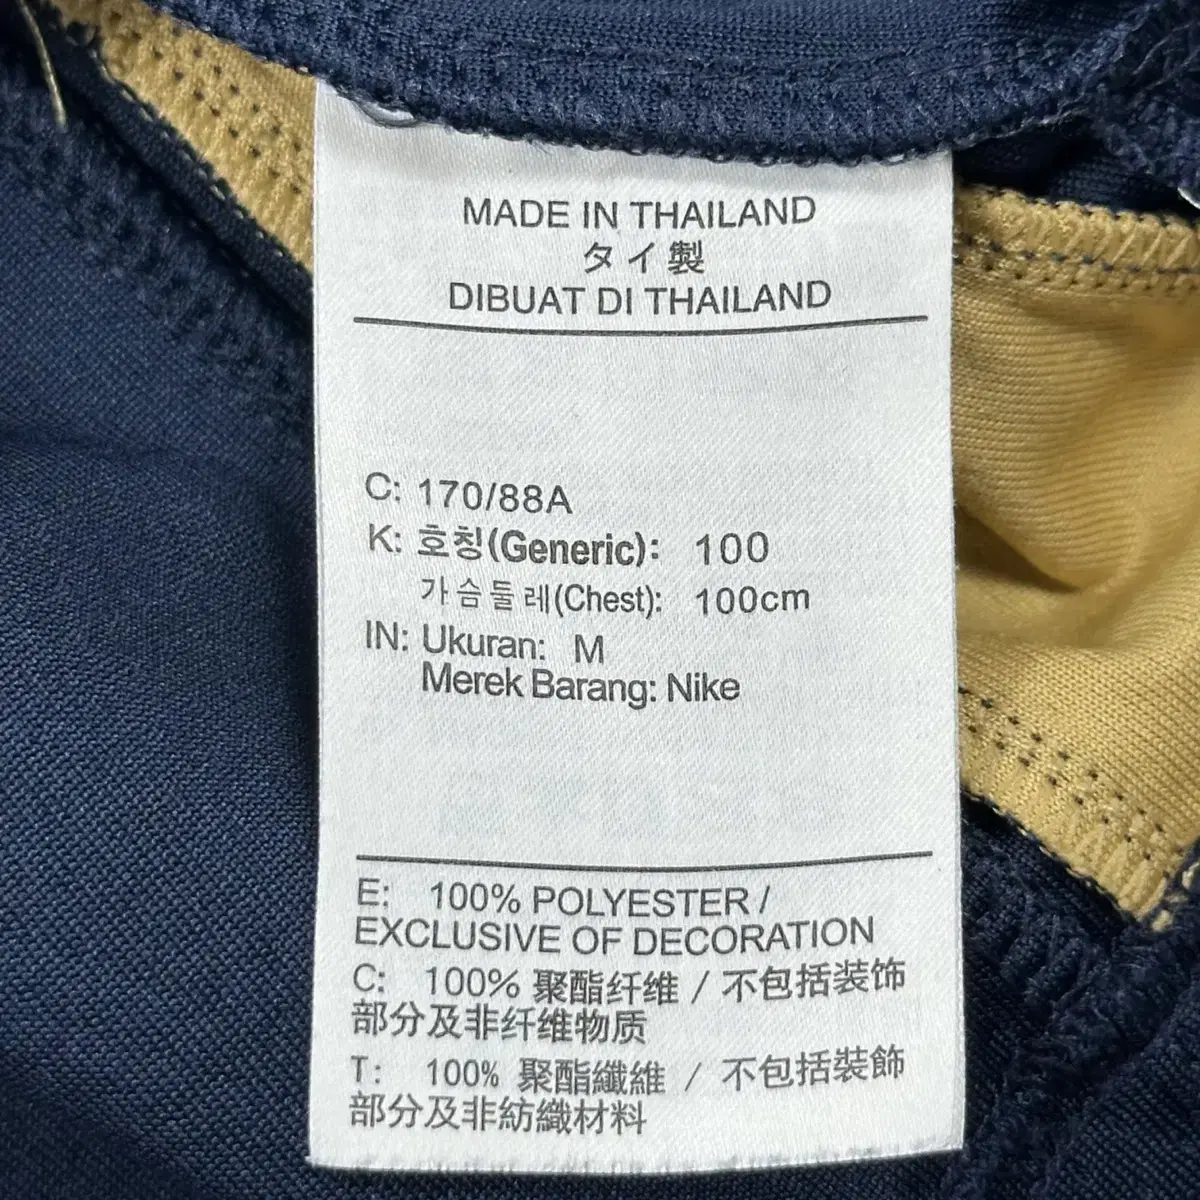 MADE IN THAILAND
タイ製
DIBUAT DI THAILAND
C: 170/88A
K: 호칭(Generic): 100
가슴둘레(Chest): 100cm
IN: Ukuran: M
Merek Barang: Nike
E: 100% POLYESTER /
EXCLUSIVE OF DECORATION
C: 100% 聚酯纤维 / 不包括装饰
部分及非纤维物质
T: 100% 聚酯纖維 / 不包括裝飾
部分及非紡織材料